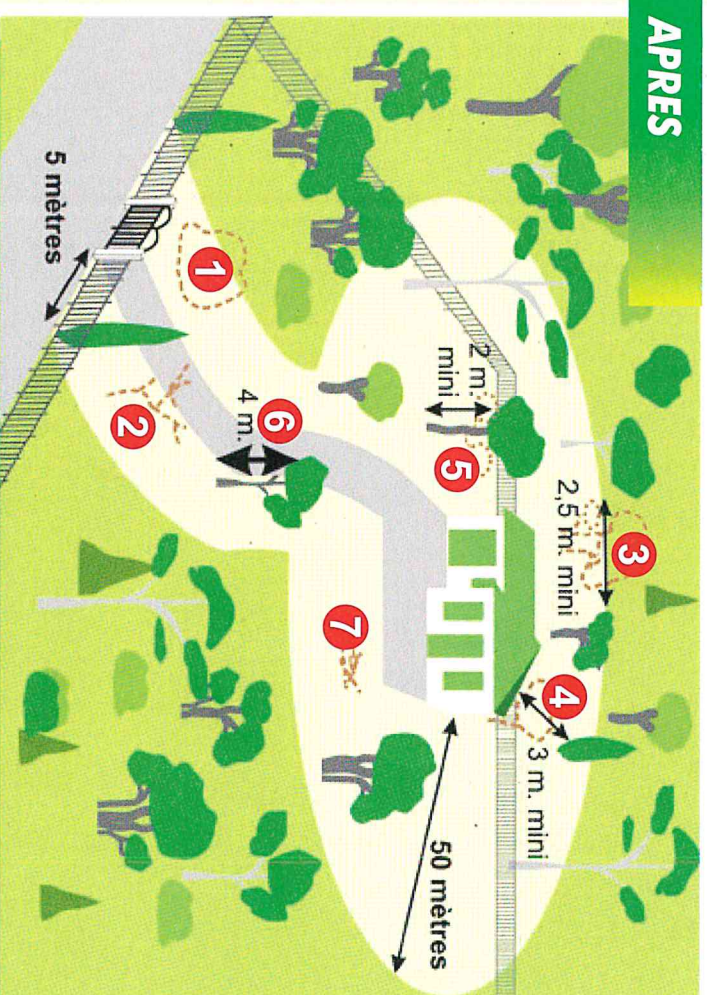 APRES
5 mètres
1
2
6
4 m.
2 m.
mini
5
3
2,5 m. mini
4
3 m. mini
7
50 mètres